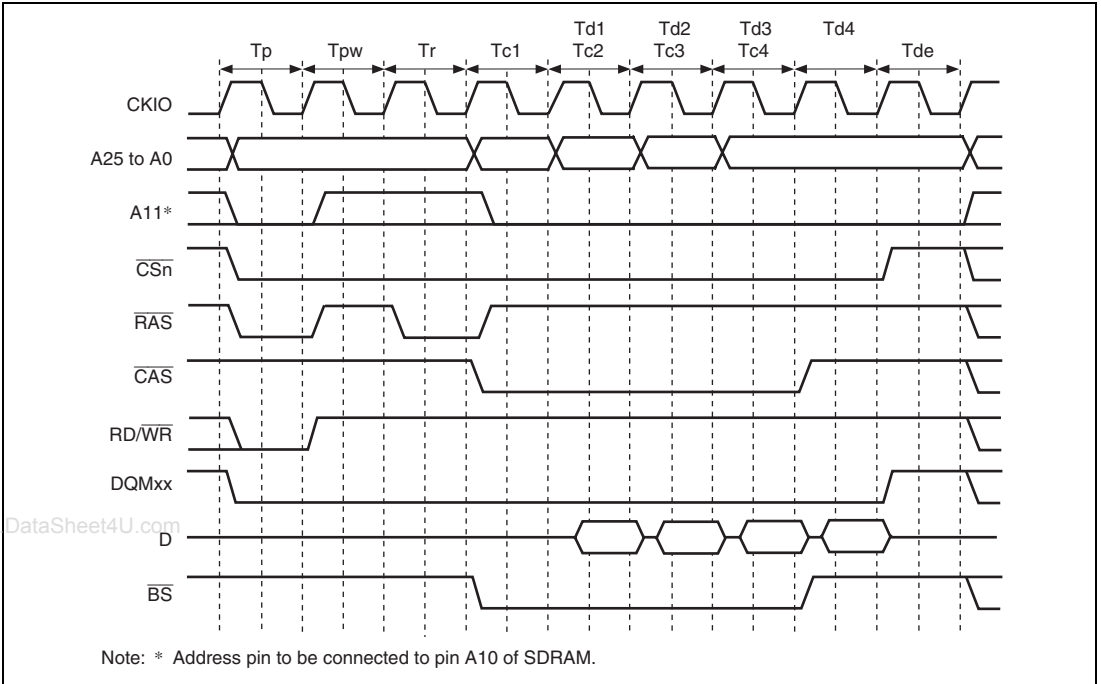 Td1 Td2 Td3 Td4
Tp Tpw Tr Tc1 Tc2 Tc3 Tc4 Tde
CKIO
A25 to A0
A11*
CSn
RAS
CAS
RD/WR
DQMxx
DataSheet4U.com
D
BS
Note: * Address pin to be connected to pin A10 of SDRAM.